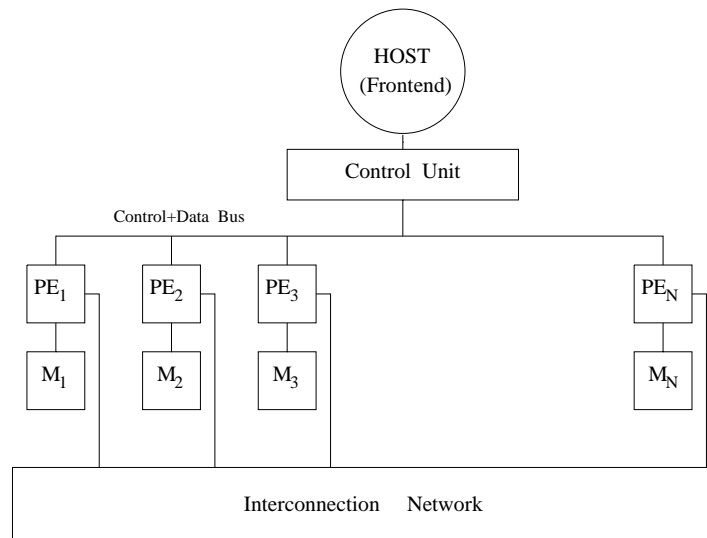 HOST
(Frontend)
Control Unit
Control+Data Bus
PE1 PE2 PE3 PEN
M1 M2 M3 MN
Interconnection Network